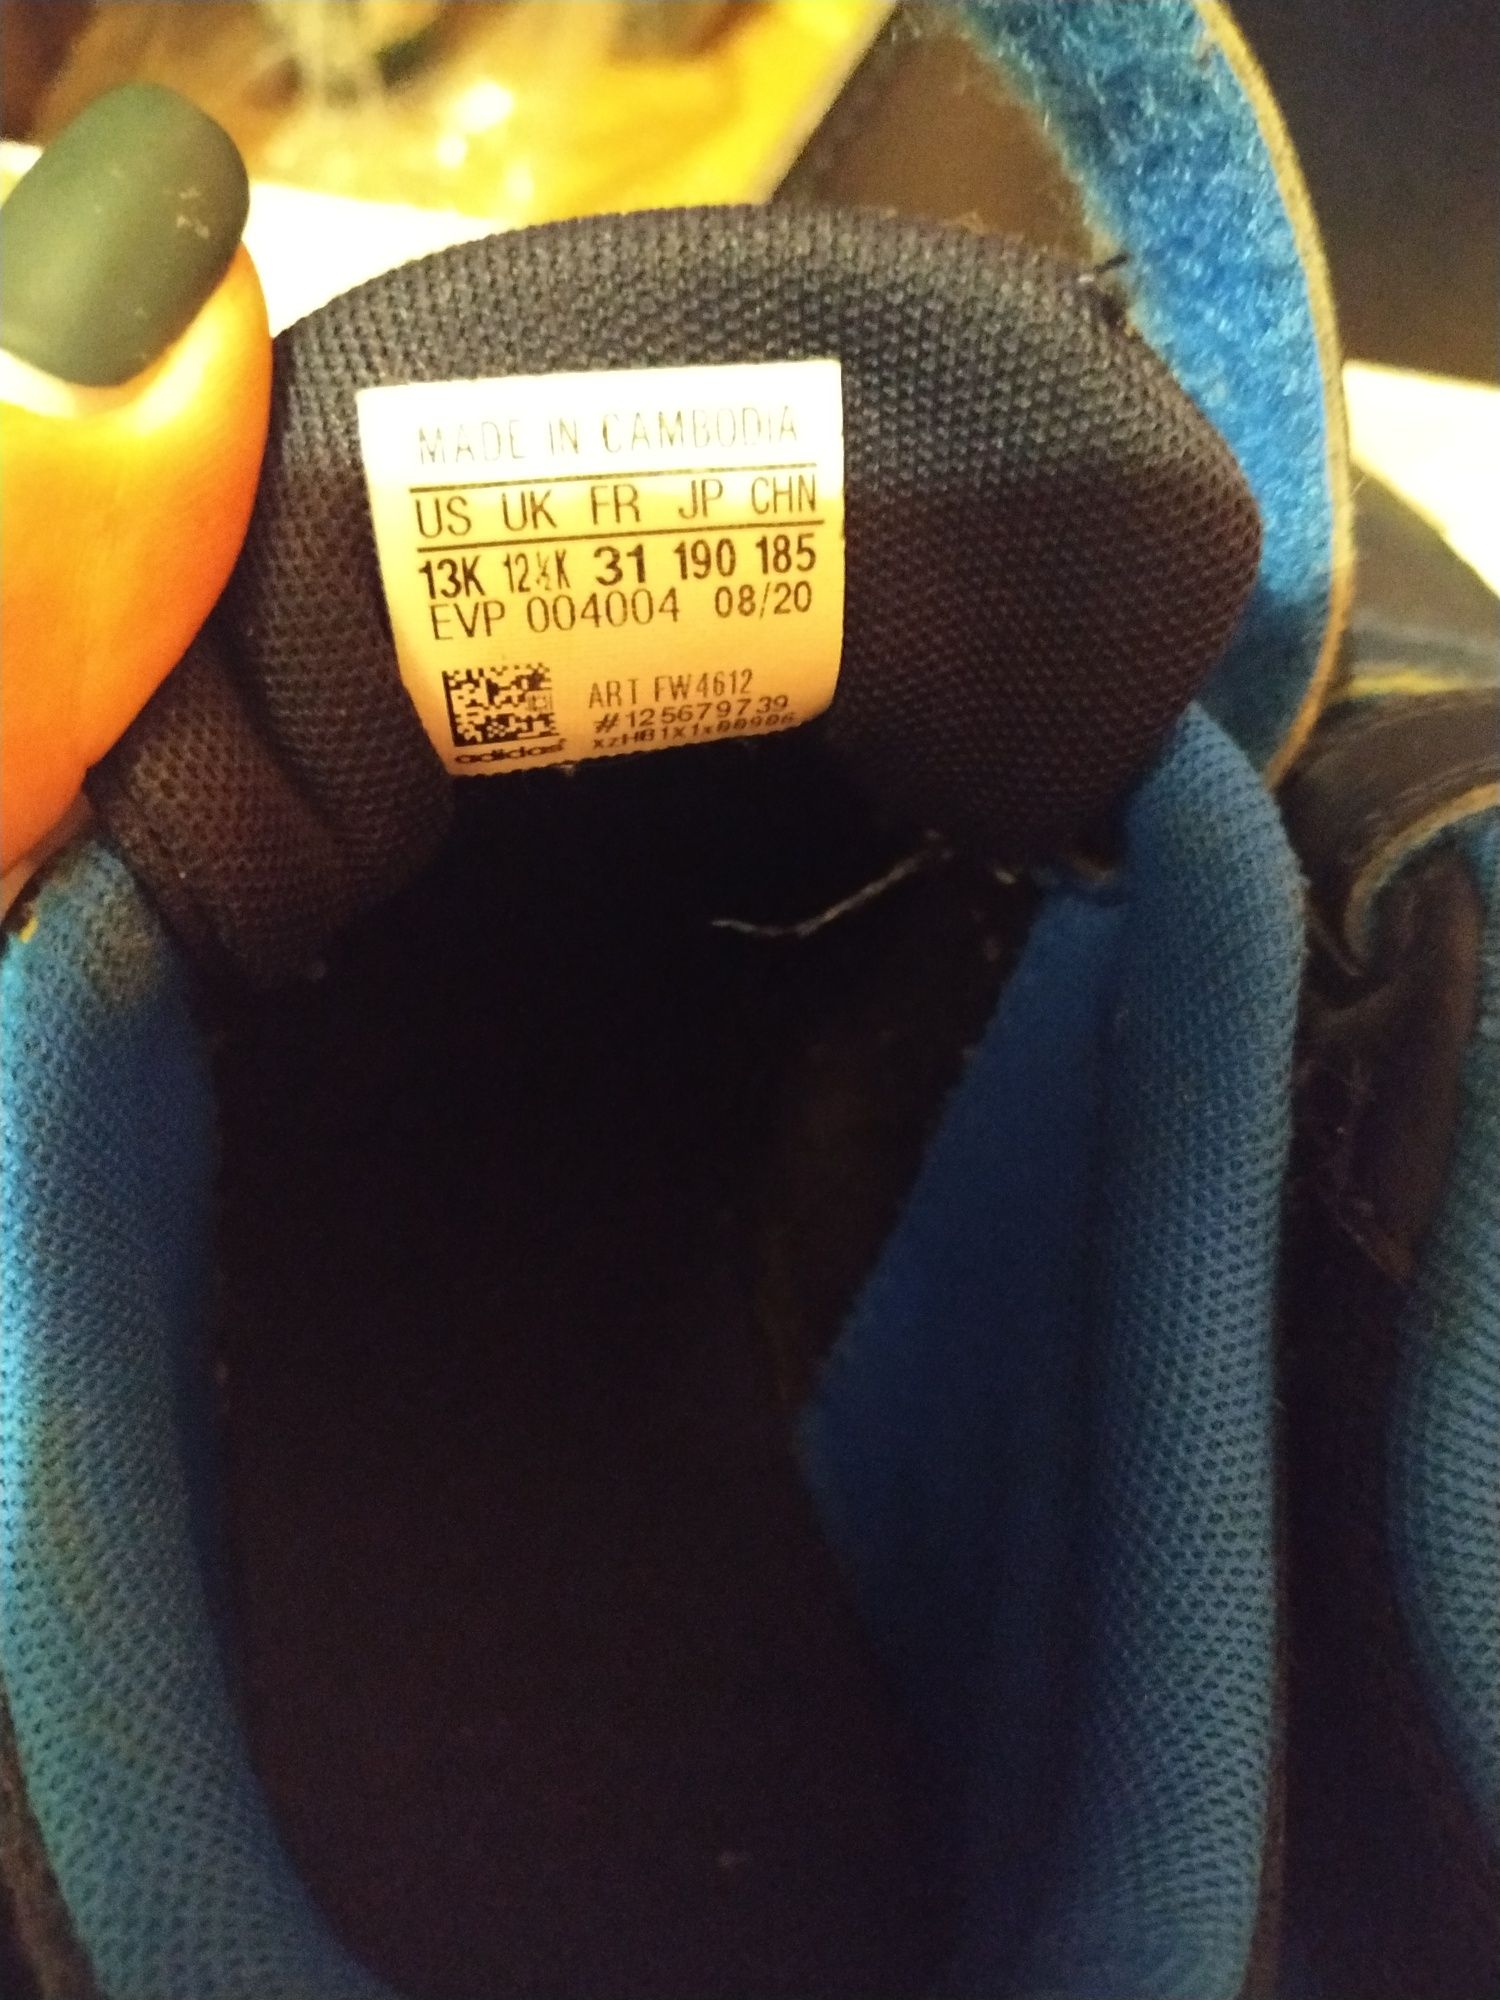 MADE IN CAMBODIA
US UK FR JP CHN
13K 12½K 31 190 185
EVP 004004 08/20
ART FW4612
#125679739
adidas